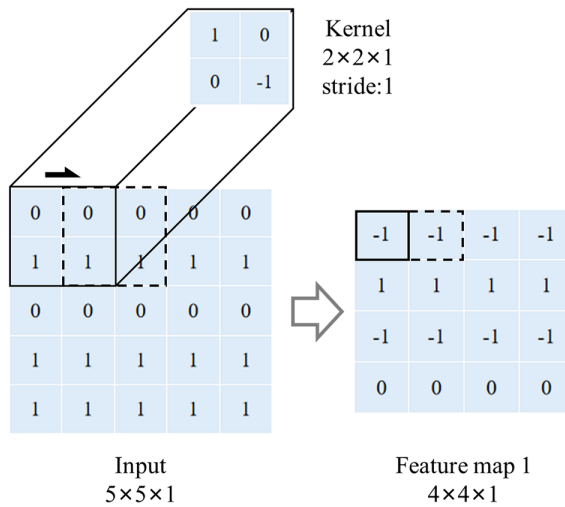 1 0
0 -1
Kernel
2×2×1
stride:1
0 0 0 0 0
1 1 1 1 1
0 0 0 0 0
1 1 1 1 1
1 1 1 1 1
Input
5×5×1
-1 -1 -1 -1
1 1 1 1
-1 -1 -1 -1
0 0 0 0
Feature map 1
4×4×1